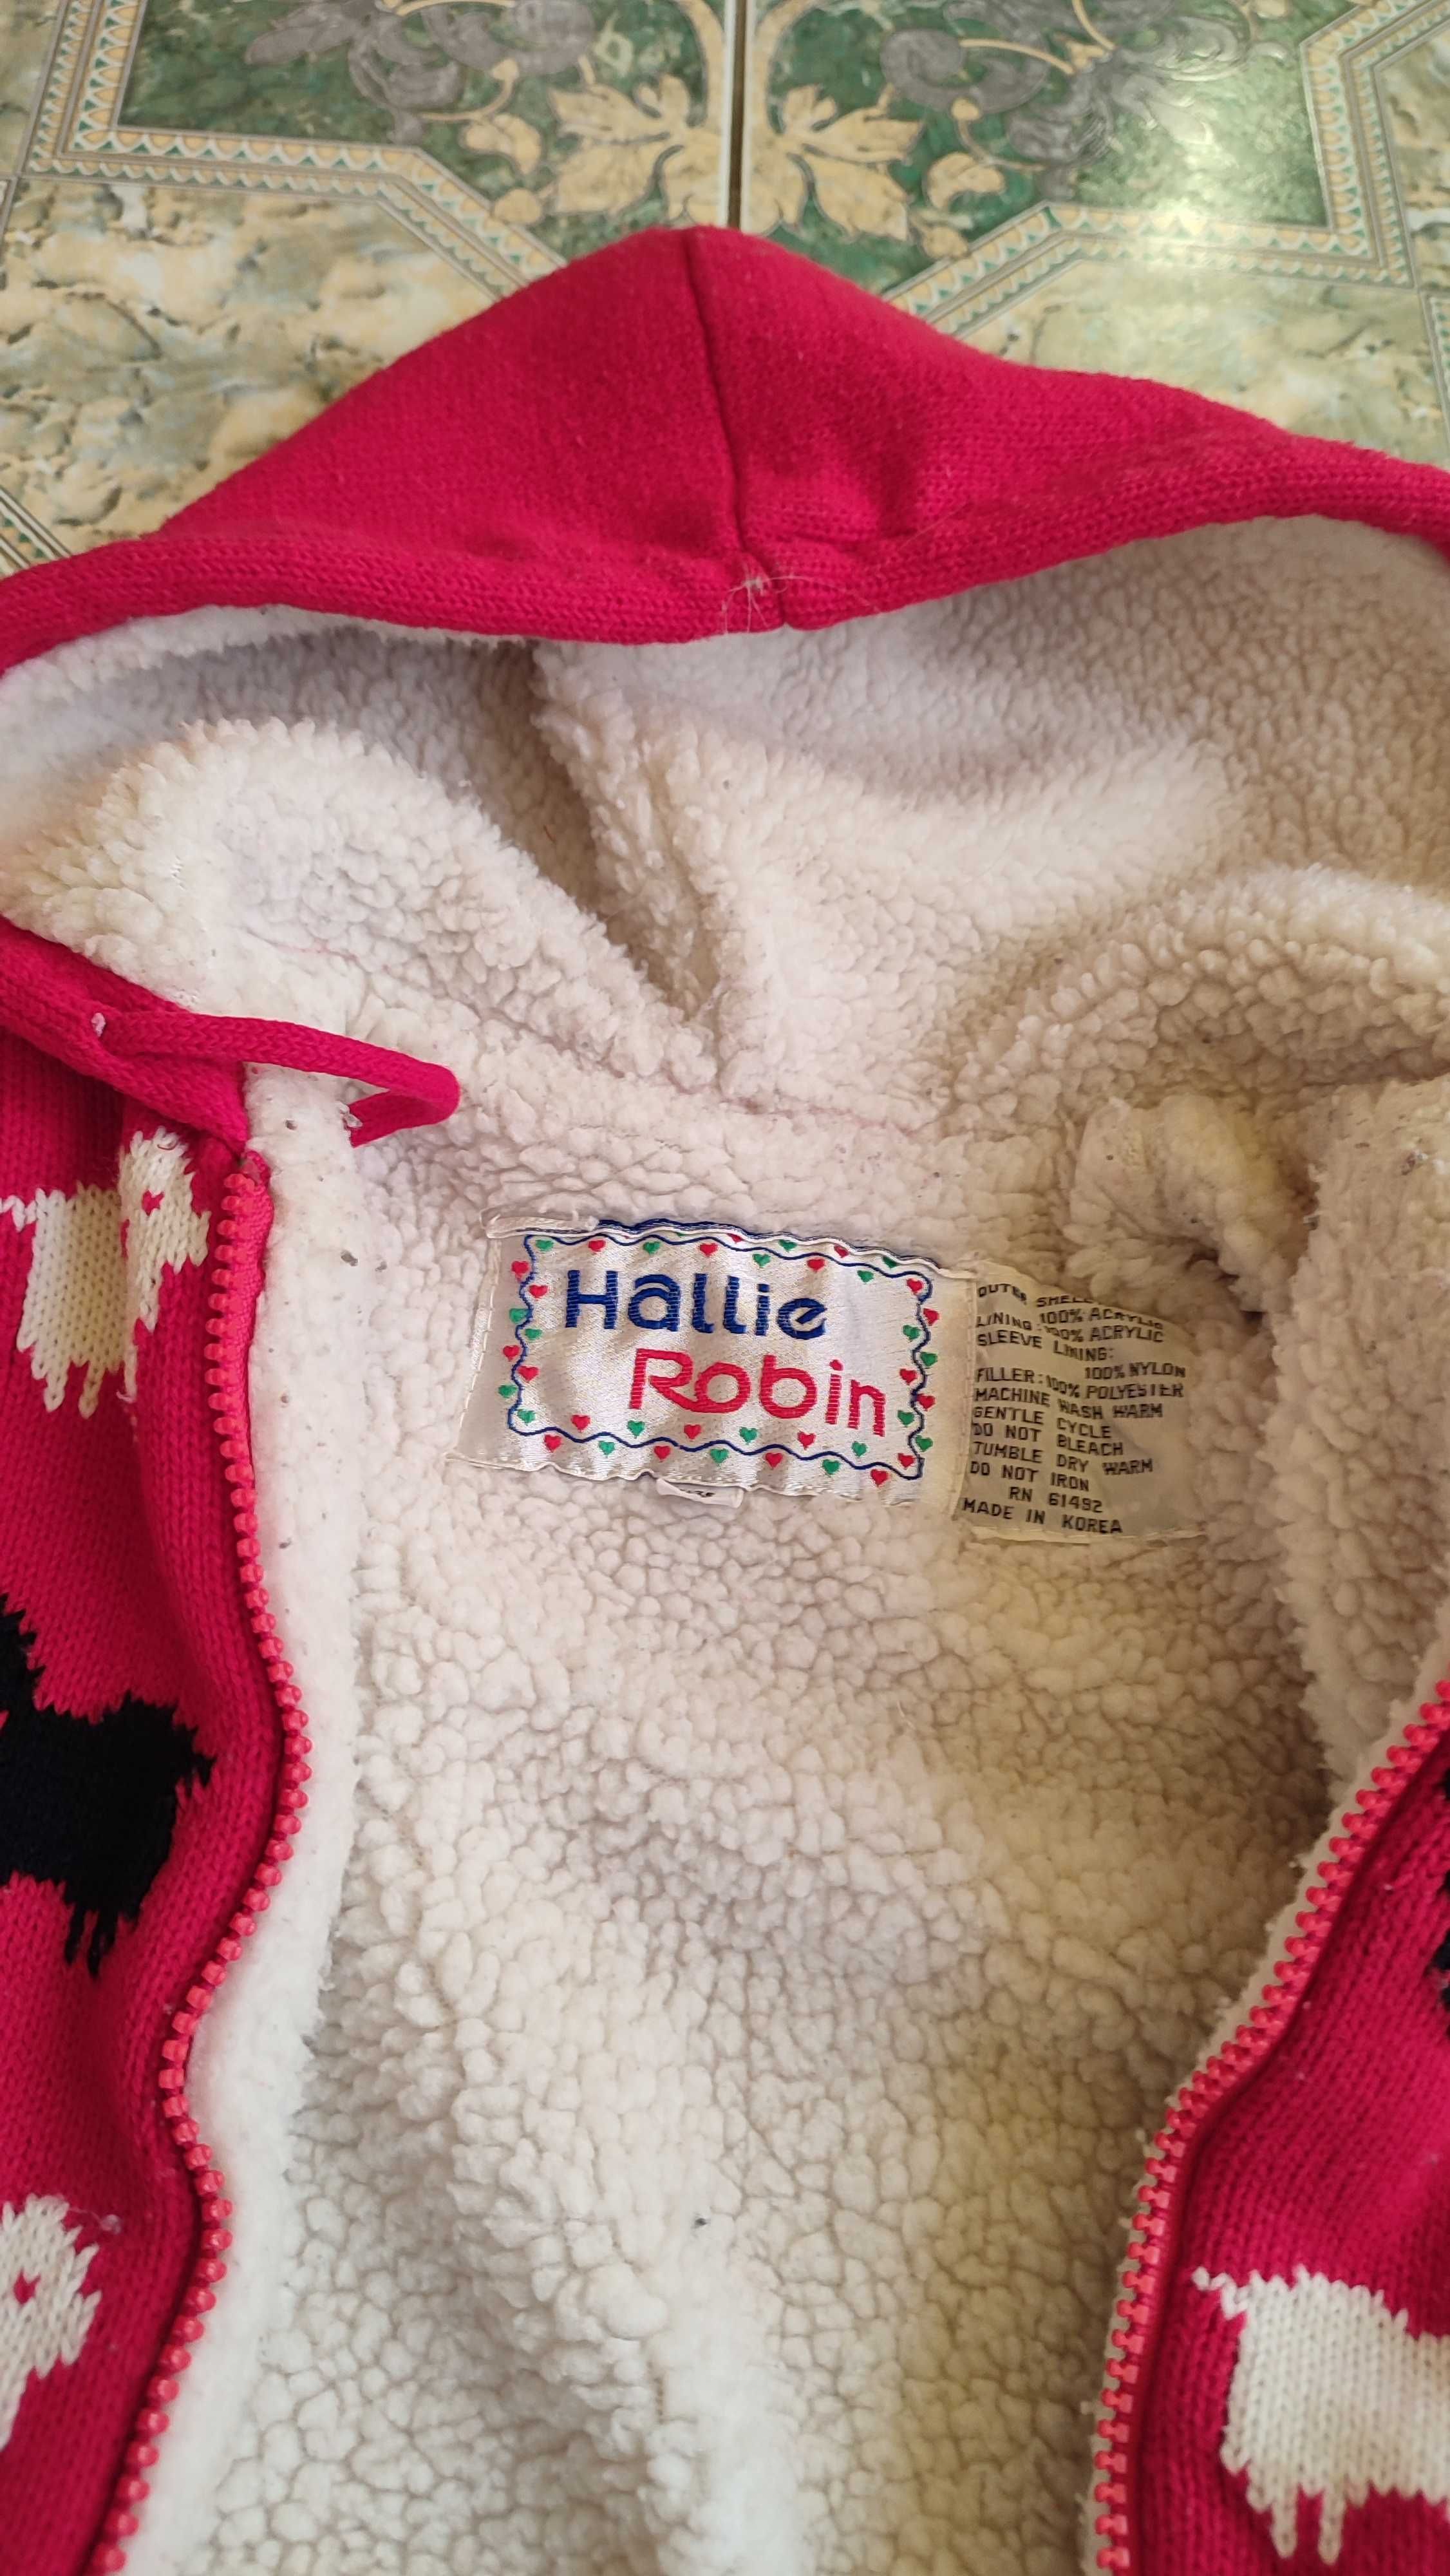 Hallie
Robin
OUTER SHELL
100% ACRYLIC
LINING: 100% ACRYLIC
SLEEVE LINING:
100% NYLON
FILLER: 100% POLYESTER
MACHINE WASH WARM
GENTLE CYCLE
DO NOT BLEACH
TUMBLE DRY WARM
DO NOT IRON
RN 61492
MADE IN KOREA